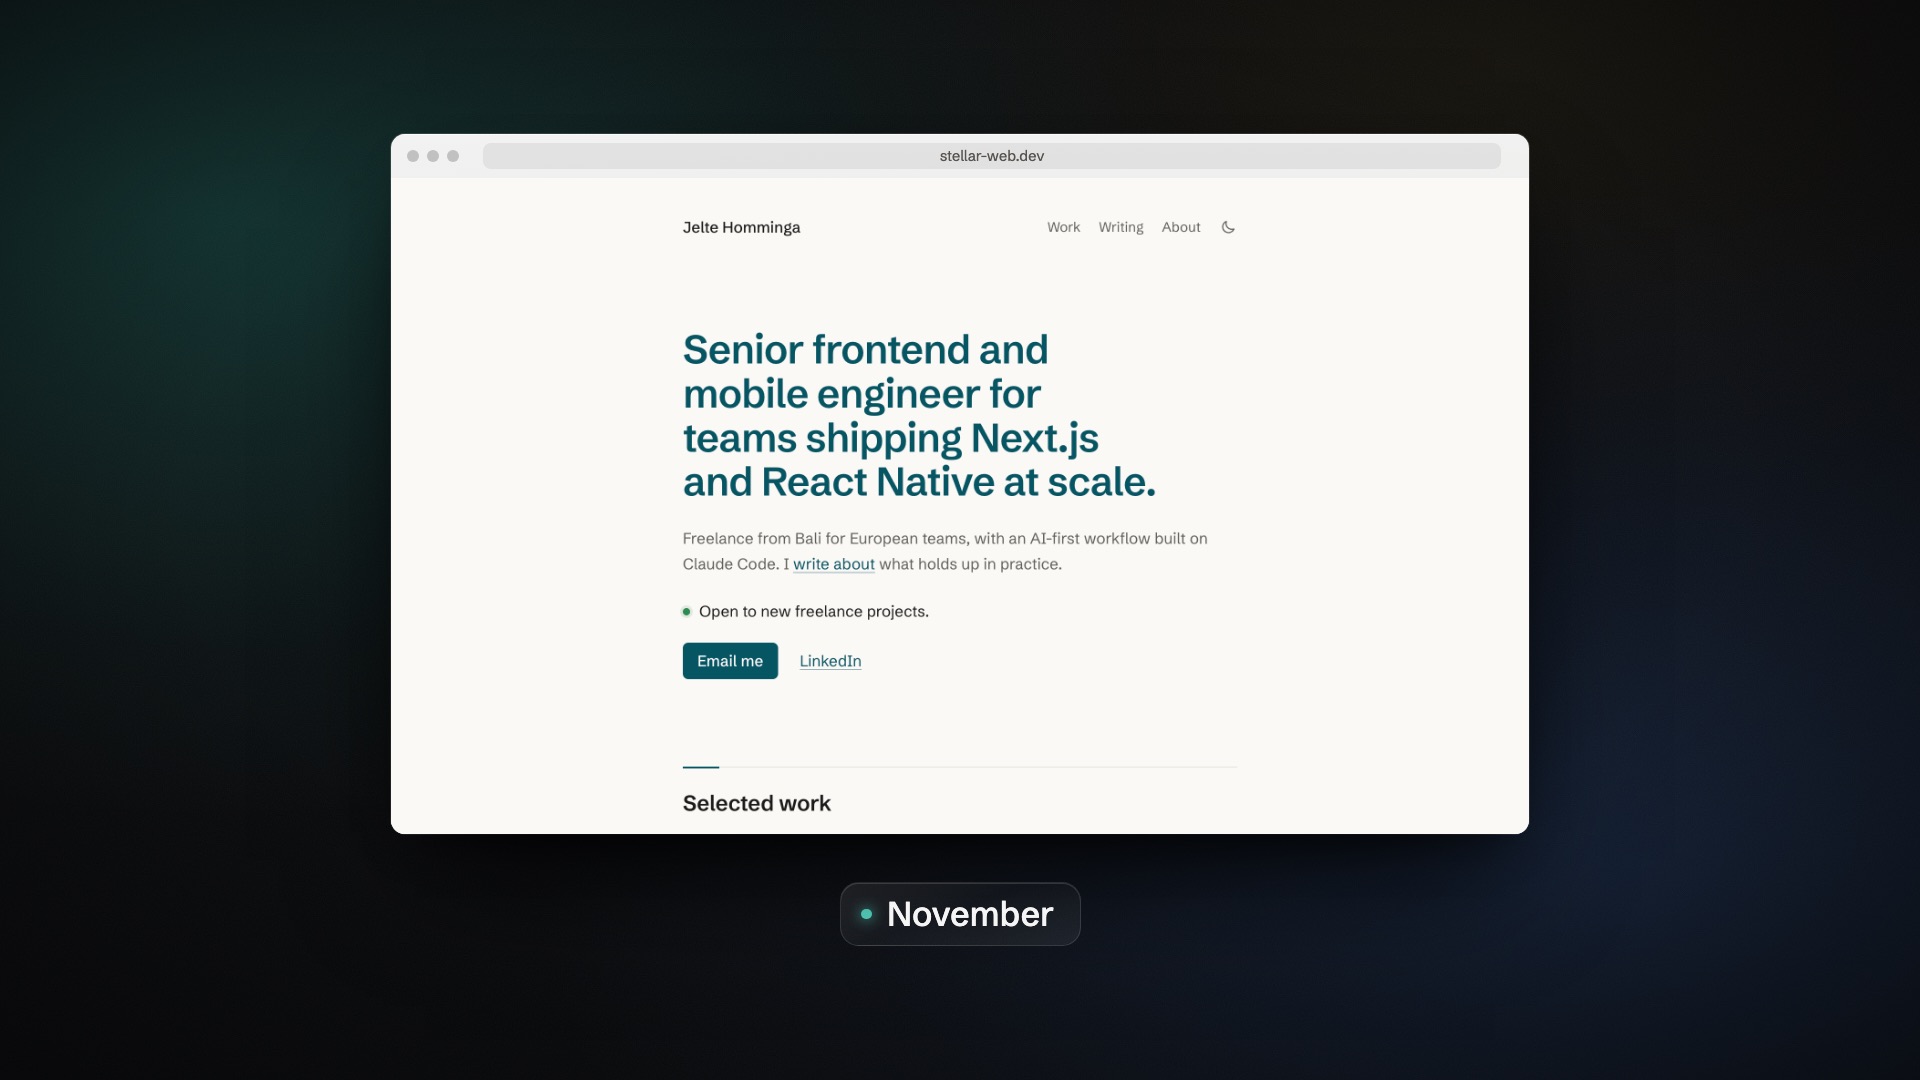 stellar-web.dev
Jelte Homminga
Work Writing About
Senior frontend and
mobile engineer for
teams shipping Next.js
and React Native at scale.
Freelance from Bali for European teams, with an AI-first workflow built on
Claude Code. I write about what holds up in practice.
Open to new freelance projects.
Email me LinkedIn
Selected work
November